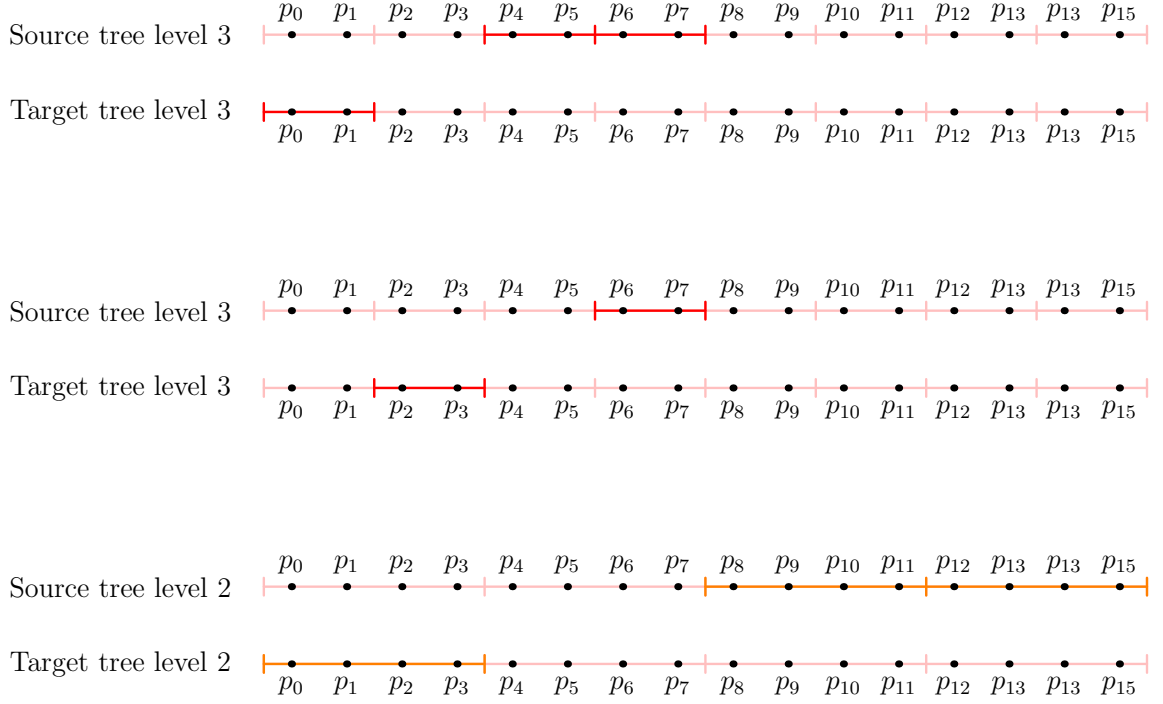 p₀ p₁ p₂ p₃ p₄ p₅ p₆ p₇ p₈ p₉ p₁₀ p₁₁ p₁₂ p₁₃ p₁₃ p₁₅
Source tree level 3
Target tree level 3
p₀ p₁ p₂ p₃ p₄ p₅ p₆ p₇ p₈ p₉ p₁₀ p₁₁ p₁₂ p₁₃ p₁₃ p₁₅
p₀ p₁ p₂ p₃ p₄ p₅ p₆ p₇ p₈ p₉ p₁₀ p₁₁ p₁₂ p₁₃ p₁₃ p₁₅
Source tree level 3
Target tree level 3
p₀ p₁ p₂ p₃ p₄ p₅ p₆ p₇ p₈ p₉ p₁₀ p₁₁ p₁₂ p₁₃ p₁₃ p₁₅
p₀ p₁ p₂ p₃ p₄ p₅ p₆ p₇ p₈ p₉ p₁₀ p₁₁ p₁₂ p₁₃ p₁₃ p₁₅
Source tree level 2
Target tree level 2
p₀ p₁ p₂ p₃ p₄ p₅ p₆ p₇ p₈ p₉ p₁₀ p₁₁ p₁₂ p₁₃ p₁₃ p₁₅